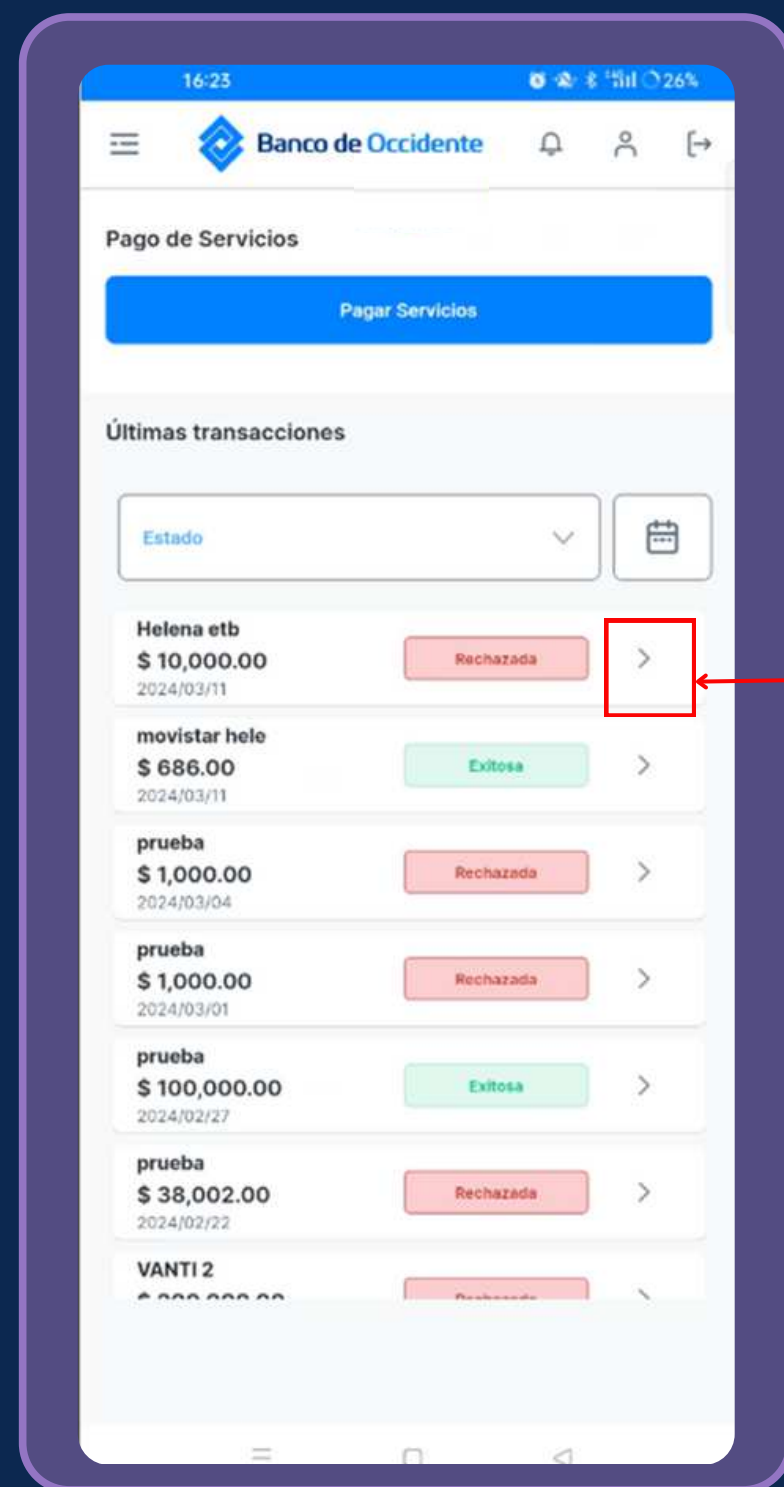 16:23
26%
Banco de Occidente
Pago de Servicios
Pagar Servicios
Últimas transacciones
Estado
Helena etb
$ 10,000.00
Rechazada
2024/03/11
movistar hele
$ 686.00
Exitosa
2024/03/11
prueba
$ 1,000.00
Rechazada
2024/03/04
prueba
$ 1,000.00
Rechazada
2024/03/01
prueba
$ 100,000.00
Exitosa
2024/02/27
prueba
$ 38,002.00
Rechazada
2024/02/22
VANTI 2